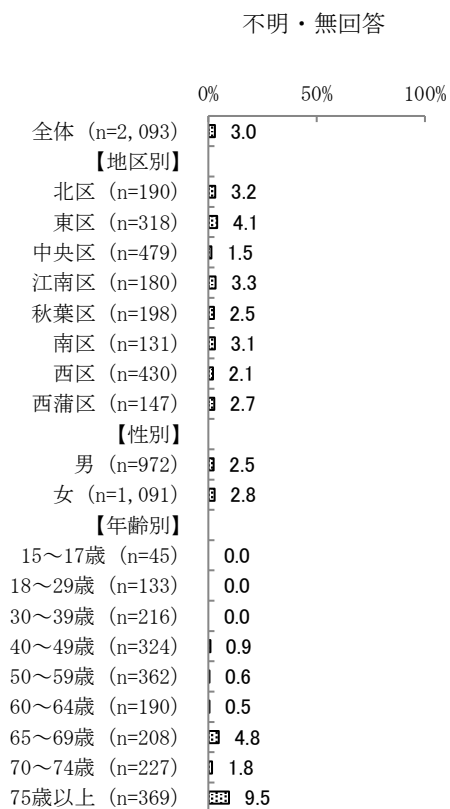 不明・無回答
0% 50% 100%
全体 (n=2,093) 3.0
【地区別】
北区 (n=190) 3.2
東区 (n=318) 4.1
中央区 (n=479) 1.5
江南区 (n=180) 3.3
秋葉区 (n=198) 2.5
南区 (n=131) 3.1
西区 (n=430) 2.1
西蒲区 (n=147) 2.7
【性別】
男 (n=972) 2.5
女 (n=1,091) 2.8
【年齢別】
15～17歳 (n=45) 0.0
18～29歳 (n=133) 0.0
30～39歳 (n=216) 0.0
40～49歳 (n=324) 0.9
50～59歳 (n=362) 0.6
60～64歳 (n=190) 0.5
65～69歳 (n=208) 4.8
70～74歳 (n=227) 1.8
75歳以上 (n=369) 9.5